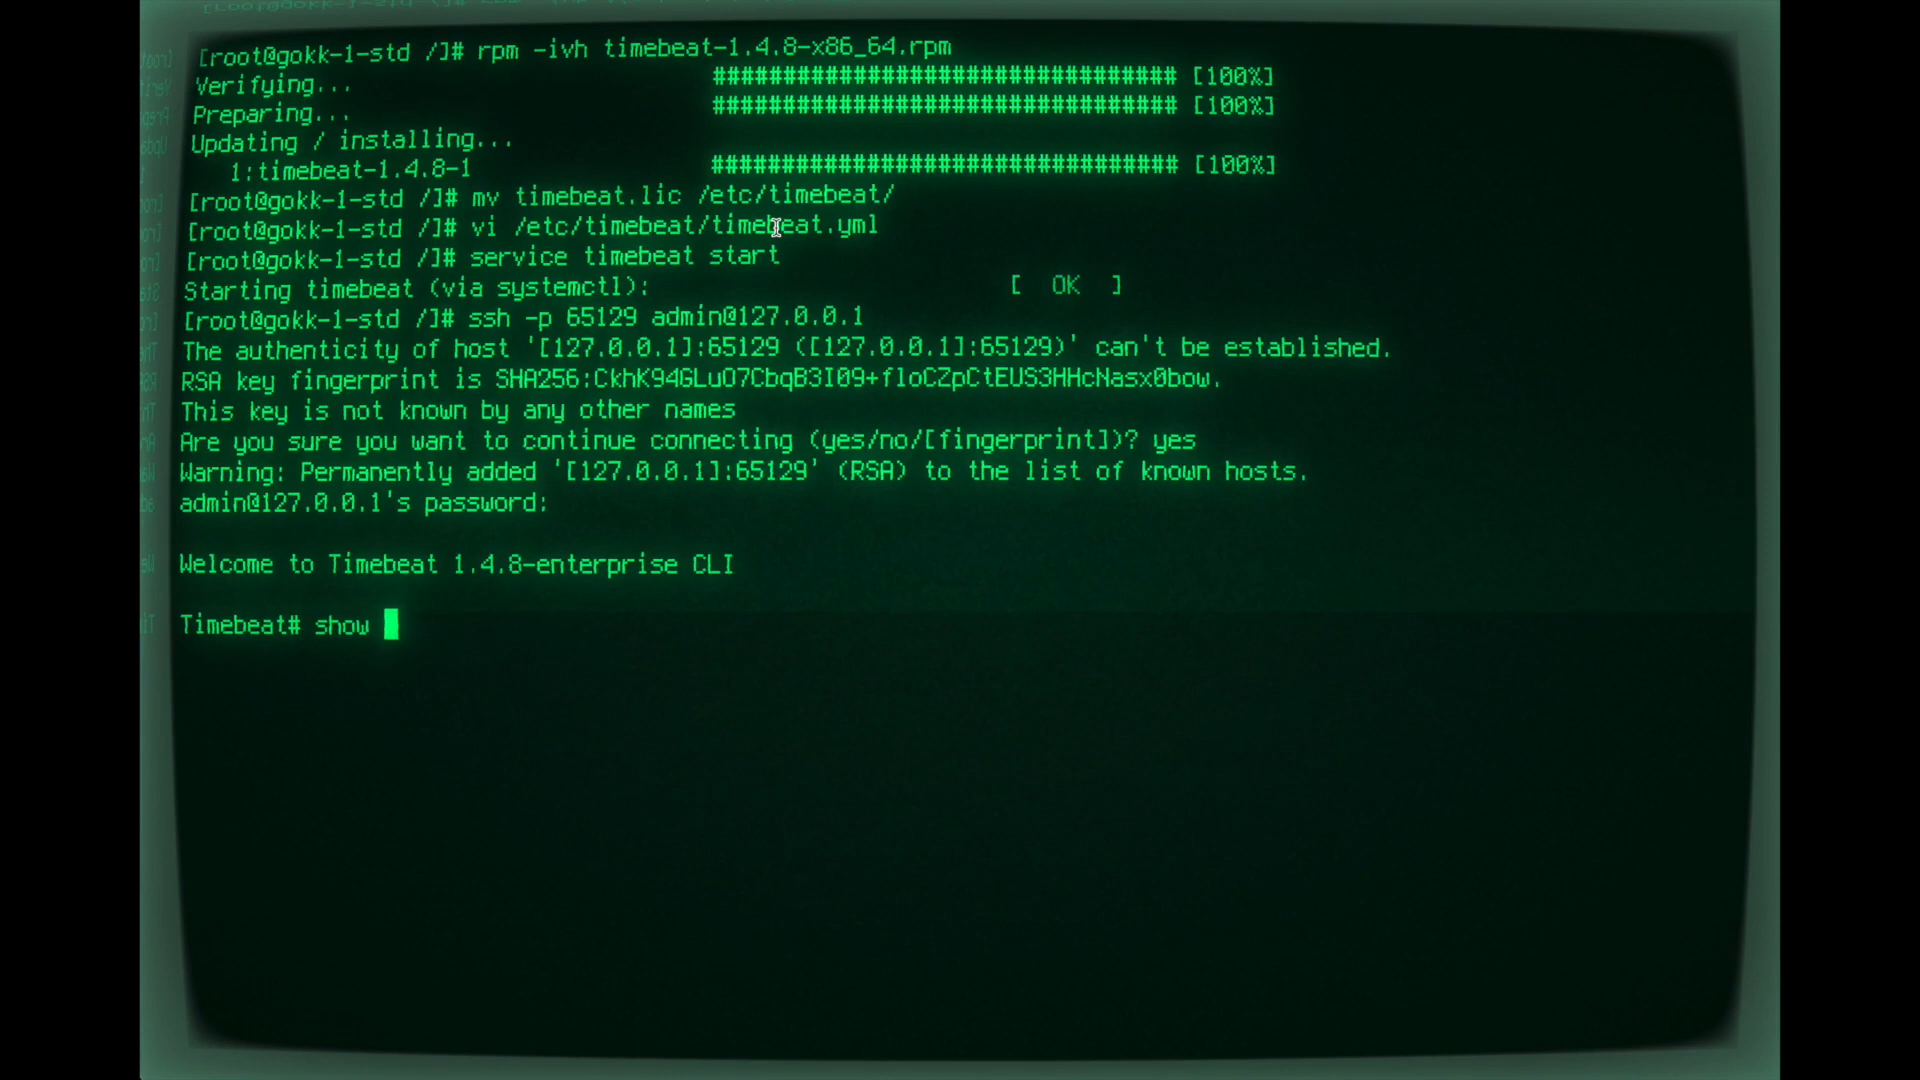 [root@gokk-1-std /]# rpm -ivh timebeat-1.4.8-x86_64.rpm
Verifying... ################################# [100%]
Preparing... ################################# [100%]
Updating / installing...
1:timebeat-1.4.8-1 ################################# [100%]
[root@gokk-1-std /]# mv timebeat.lic /etc/timebeat/
[root@gokk-1-std /]# vi /etc/timebeat/timebeat.yml
[root@gokk-1-std /]# service timebeat start
Starting timebeat (via systemctl): [ OK ]
[root@gokk-1-std /]# ssh -p 65129 admin@127.0.0.1
The authenticity of host '[127.0.0.1]:65129 ([127.0.0.1]:65129)' can't be established.
RSA key fingerprint is SHA256:CkhK94GLuO7CbqB3I09+floCZpCtEUS3HHcNasx0bow.
This key is not known by any other names
Are you sure you want to continue connecting (yes/no/[fingerprint])? yes
Warning: Permanently added '[127.0.0.1]:65129' (RSA) to the list of known hosts.
admin@127.0.0.1's password:
Welcome to Timebeat 1.4.8-enterprise CLI
Timebeat# show